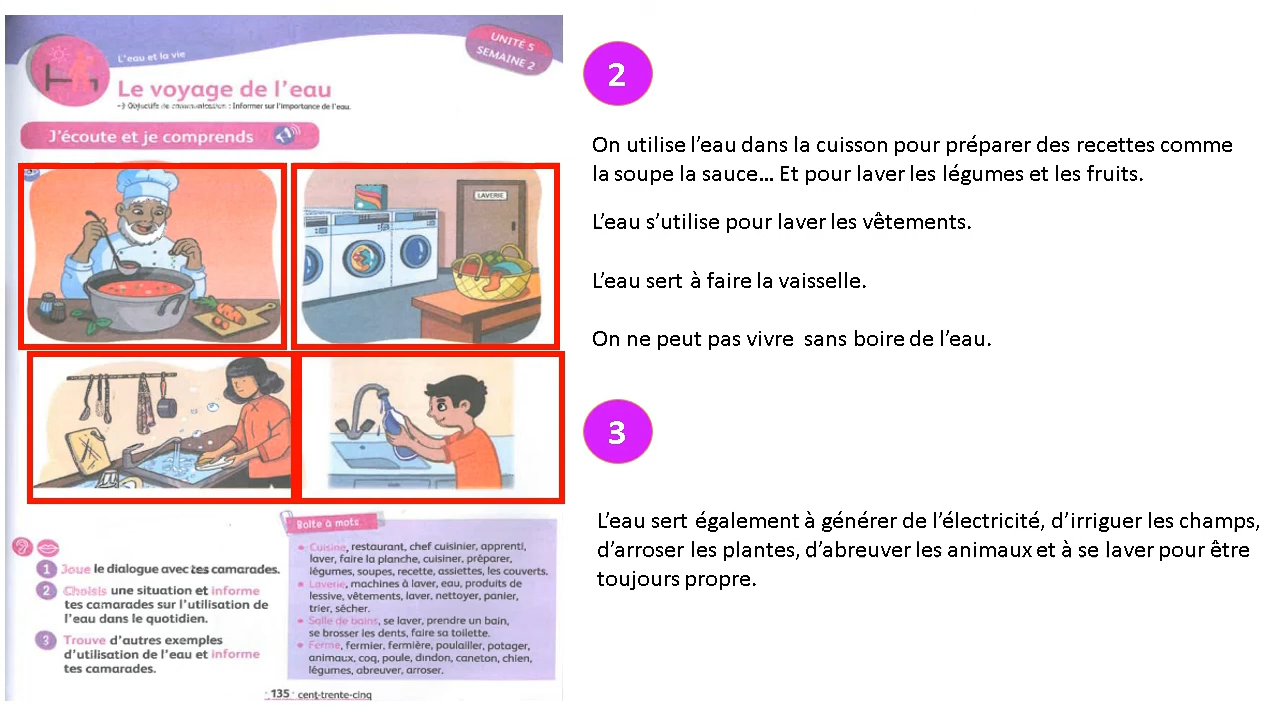 L'eau et la vie
UNITÉ 5
SEMAINE 2
Le voyage de l'eau
Objectifs de communication : Informer sur l'importance de l'eau.
J'écoute et je comprends
LAVERIE
1 Joue le dialogue avec tes camarades.
2 Choisis une situation et informe
tes camarades sur l'utilisation de
l'eau dans le quotidien.
3 Trouve d'autres exemples
d'utilisation de l'eau et informe
tes camarades.
Boîte à mots
• Cuisine, restaurant, chef cuisinier, apprenti,
laver, faire la planche, cuisiner, préparer,
légumes, soupes, recette, assiettes, les couverts.
• Laverie, machines à laver, eau, produits de
lessive, vêtements, laver, nettoyer, panier,
trier, sécher.
• Salle de bains, se laver, prendre un bain,
se brosser les dents, faire sa toilette.
• Ferme, fermier, fermière, poulailler, potager,
animaux, coq, poule, dindon, caneton, chien,
légumes, abreuver, arroser.
135 cent-trente-cinq
2
On utilise l'eau dans la cuisson pour préparer des recettes comme
la soupe la sauce… Et pour laver les légumes et les fruits.
L'eau s'utilise pour laver les vêtements.
L'eau sert à faire la vaisselle.
On ne peut pas vivre sans boire de l'eau.
3
L'eau sert également à générer de l'électricité, d'irriguer les champs,
d'arroser les plantes, d'abreuver les animaux et à se laver pour être
toujours propre.